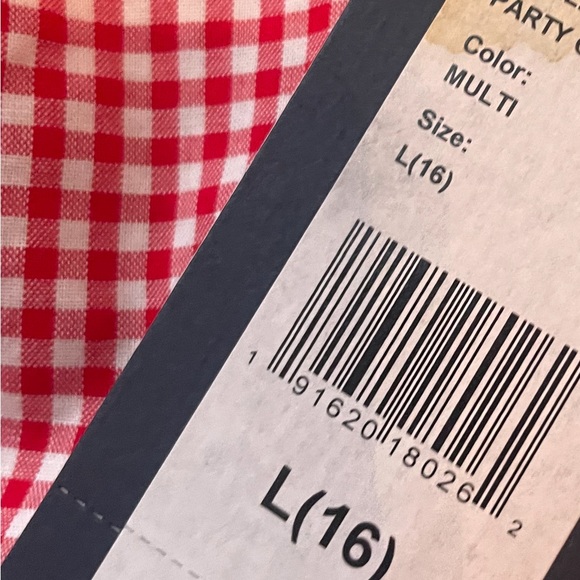 PARTY
Color:
MULTI
Size:
L(16)
1 91620 18026 2
L(16)